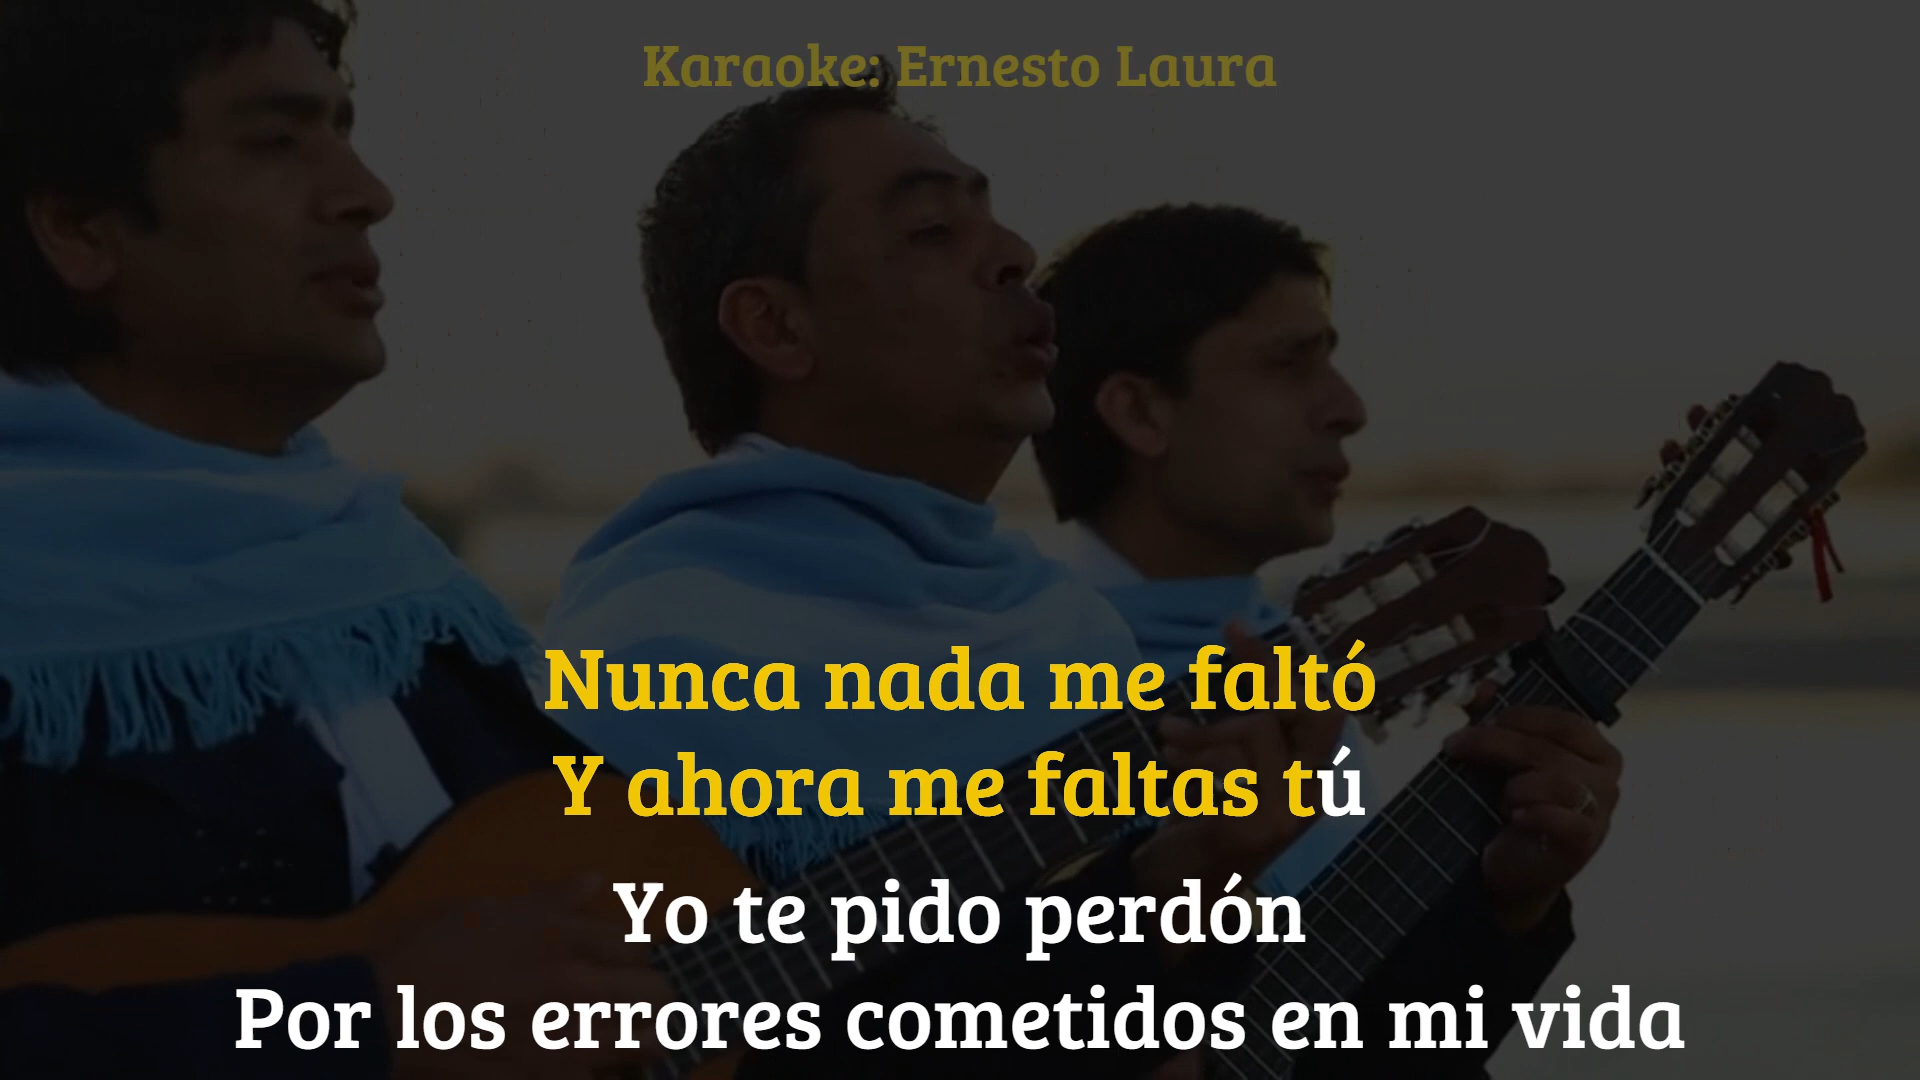 Karaoke: Ernesto Laura
Nunca nada me faltó
Y ahora me faltas tú
Yo te pido perdón
Por los errores cometidos en mi vida